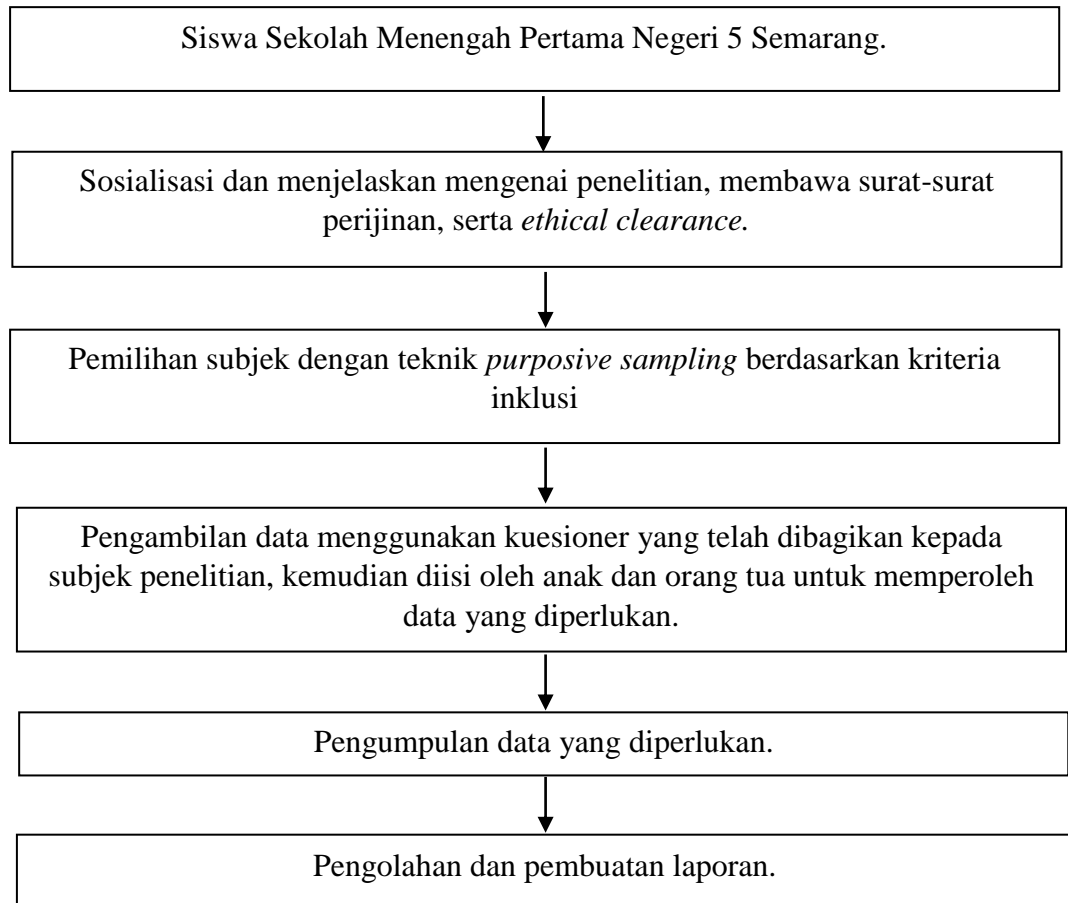 Siswa Sekolah Menengah Pertama Negeri 5 Semarang.
Sosialisasi dan menjelaskan mengenai penelitian, membawa surat-surat
perijinan, serta ethical clearance.
Pemilihan subjek dengan teknik purposive sampling berdasarkan kriteria
inklusi
Pengambilan data menggunakan kuesioner yang telah dibagikan kepada
subjek penelitian, kemudian diisi oleh anak dan orang tua untuk memperoleh
data yang diperlukan.
Pengumpulan data yang diperlukan.
Pengolahan dan pembuatan laporan.